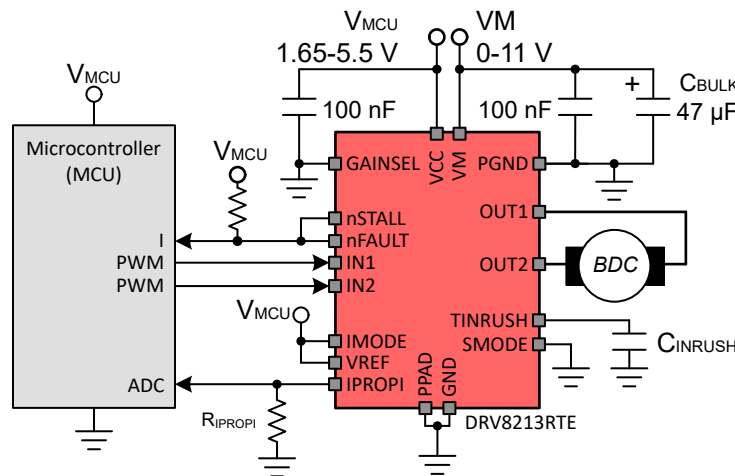 VMCU
VM
1.65-5.5 V
0-11 V
VMCU
CBULK
+
100 nF
100 nF
47 µF
Microcontroller
(MCU)
VMCU
GAINSEL
VCC
VM
PGND
nSTALL
OUT1
I
nFAULT
PWM
IN1
OUT2
BDC
PWM
IN2
VMCU
TINRUSH
IMODE
SMODE
CINRUSH
VREF
ADC
IPROPI
PPAD
GND
RIPROPI
DRV8213RTE